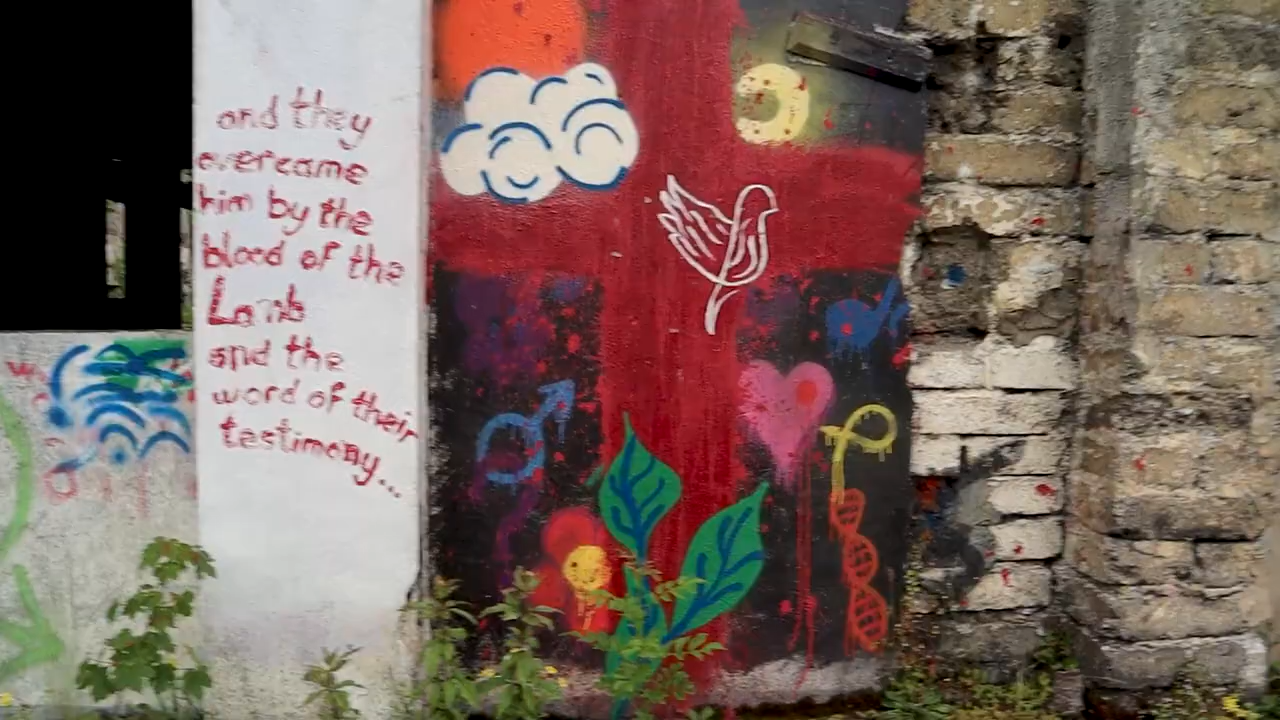 and they
overcame
him by the
blood of the
Lamb
and the
word of their
testimony...